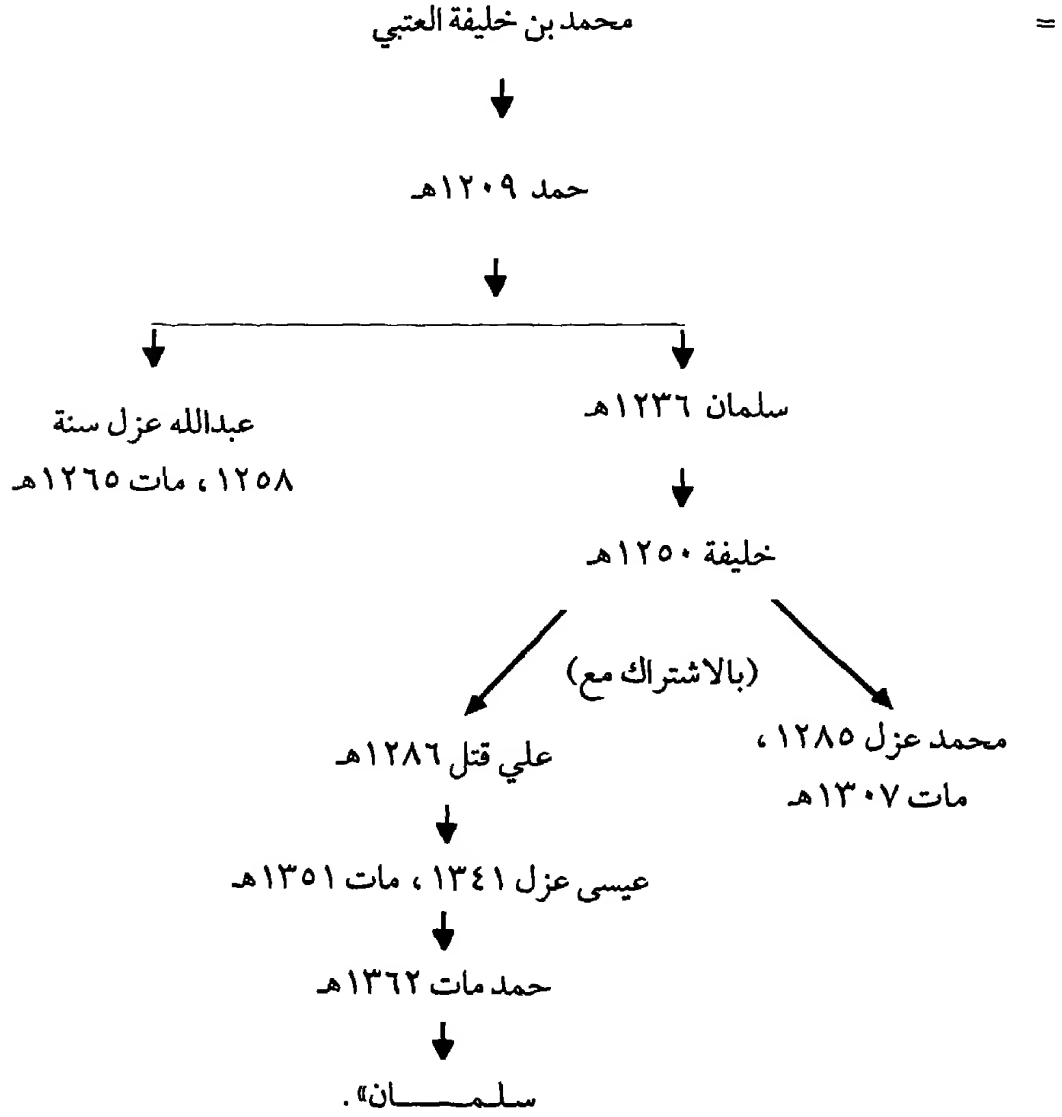 = محمد بن خليفة العتبي
حمد ١٢٠٩هـ
سلمان ١٢٣٦هـ
عبدالله عزل سنة
١٢٥٨ ، مات ١٢٦٥هـ
خليفة ١٢٥٠هـ
(بالاشتراك مع)
محمد عزل ١٢٨٥ ،
مات ١٣٠٧هـ
علي قتل ١٢٨٦هـ
عيسى عزل ١٣٤١ ، مات ١٣٥١هـ
حمد مات ١٣٦٢هـ
سلمـــــان» .